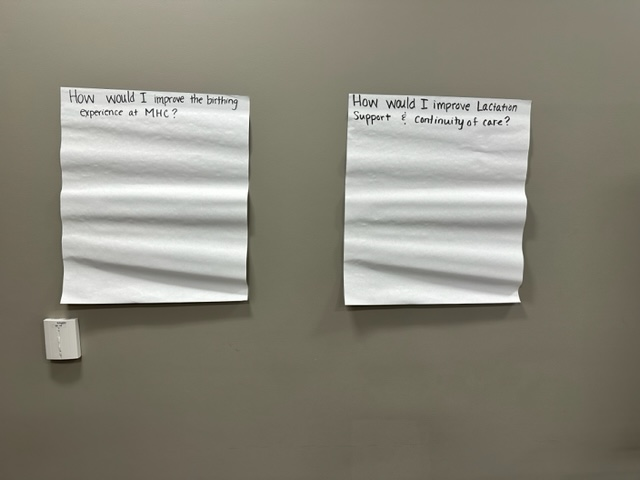 How would I improve the birthing
experience at MHC?
How would I improve Lactation
Support & continuity of care?